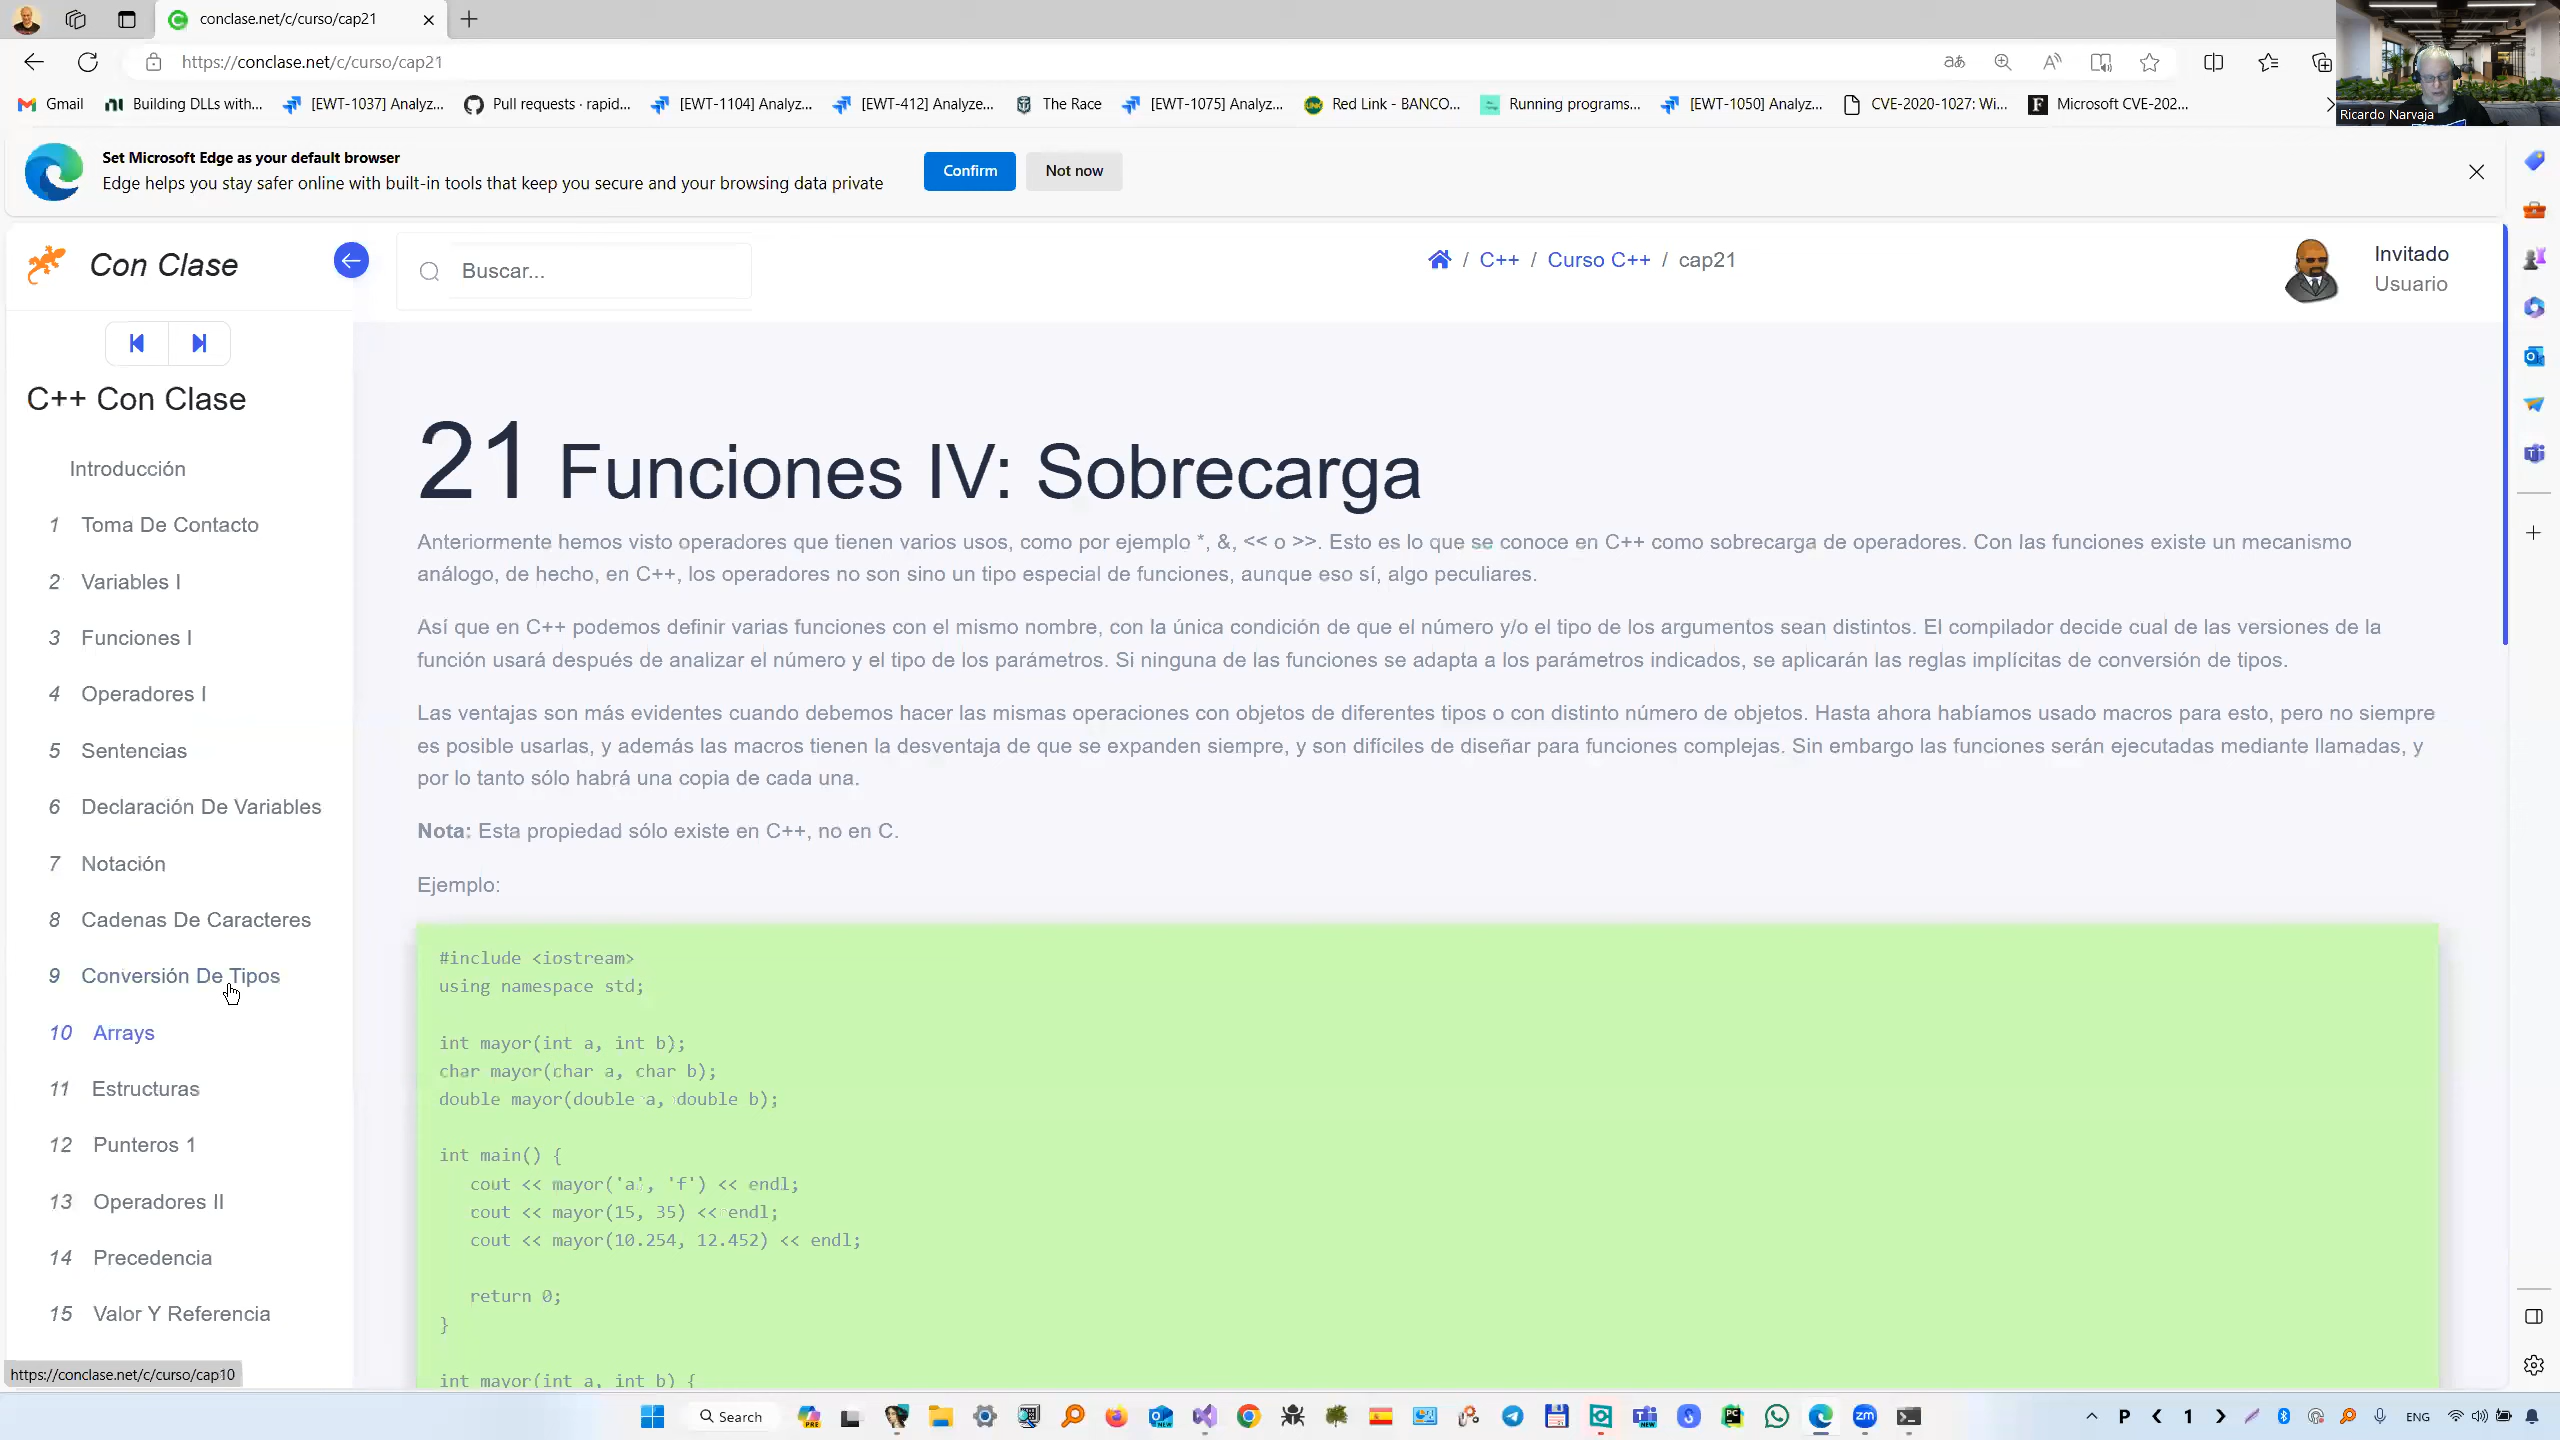 conclase.net/c/curso/cap21
https://conclase.net/c/curso/cap21
aあ
Gmail
Building DLLs with...
[EWT-1037] Analyz...
Pull requests · rapid...
[EWT-1104] Analyz...
[EWT-412] Analyze...
The Race
[EWT-1075] Analyz...
Red Link - BANCO...
Running programs...
[EWT-1050] Analyz...
CVE-2020-1027: Wi...
Microsoft CVE-202...
Ricardo Narvaja
Set Microsoft Edge as your default browser
Edge helps you stay safer online with built-in tools that keep you secure and your browsing data private
Confirm
Not now
Con Clase
Buscar...
/ C++ / Curso C++ / cap21
Invitado
Usuario
C++ Con Clase
Introducción
1 Toma De Contacto
2 Variables I
3 Funciones I
4 Operadores I
5 Sentencias
6 Declaración De Variables
7 Notación
8 Cadenas De Caracteres
9 Conversión De Tipos
10 Arrays
11 Estructuras
12 Punteros 1
13 Operadores II
14 Precedencia
15 Valor Y Referencia
https://conclase.net/c/curso/cap10
21 Funciones IV: Sobrecarga
Anteriormente hemos visto operadores que tienen varios usos, como por ejemplo *, &, << o >>. Esto es lo que se conoce en C++ como sobrecarga de operadores. Con las funciones existe un mecanismo
análogo, de hecho, en C++, los operadores no son sino un tipo especial de funciones, aunque eso sí, algo peculiares.
Así que en C++ podemos definir varias funciones con el mismo nombre, con la única condición de que el número y/o el tipo de los argumentos sean distintos. El compilador decide cual de las versiones de la
función usará después de analizar el número y el tipo de los parámetros. Si ninguna de las funciones se adapta a los parámetros indicados, se aplicarán las reglas implícitas de conversión de tipos.
Las ventajas son más evidentes cuando debemos hacer las mismas operaciones con objetos de diferentes tipos o con distinto número de objetos. Hasta ahora habíamos usado macros para esto, pero no siempre
es posible usarlas, y además las macros tienen la desventaja de que se expanden siempre, y son difíciles de diseñar para funciones complejas. Sin embargo las funciones serán ejecutadas mediante llamadas, y
por lo tanto sólo habrá una copia de cada una.
Nota: Esta propiedad sólo existe en C++, no en C.
Ejemplo:
#include <iostream>
using namespace std;
int mayor(int a, int b);
char mayor(char a, char b);
double mayor(double a, double b);
int main() {
cout << mayor('a', 'f') << endl;
cout << mayor(15, 35) << endl;
cout << mayor(10.254, 12.452) << endl;
return 0;
}
int mayor(int a, int b) {
Search
PRE
NEW
NEW
PC
zm
P
1
ENG